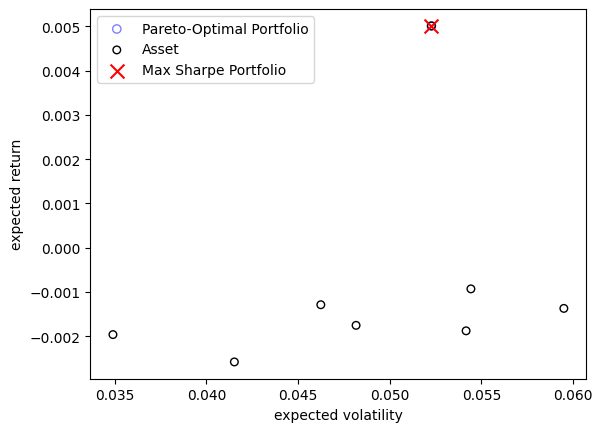 Pareto-Optimal Portfolio
Asset
Max Sharpe Portfolio
0.005
0.004
0.003
0.002
0.001
0.000
−0.001
−0.002
expected return
0.035
0.040
0.045
0.050
0.055
0.060
expected volatility